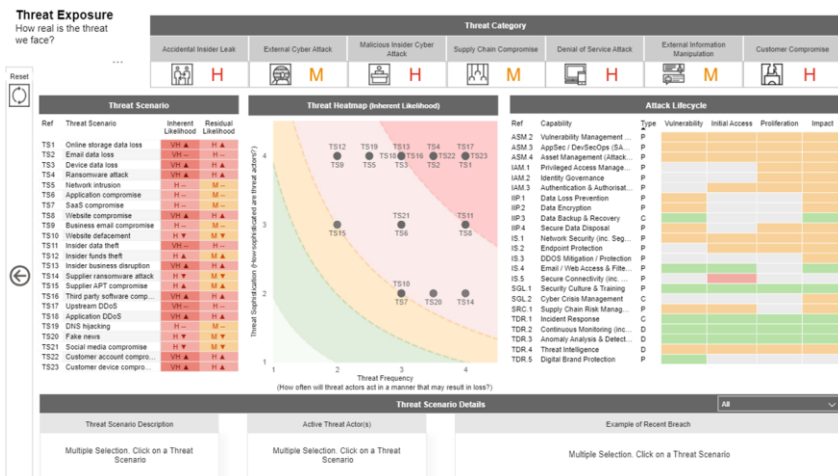 Threat Exposure
How real is the threat
we face?
...
Reset
Threat Category
Accidental Insider Leak
External Cyber Attack
Malicious Insider Cyber
Attack
Supply Chain Compromise
Denial of Service Attack
External Information
Manipulation
Customer Compromise
H
M
H
M
H
M
H
Threat Scenario
Ref Threat Scenario Inherent Likelihood Residual Likelihood
TS1 Online storage data loss VH ▲ H ▲
TS2 Email data loss VH -- H --
TS3 Device data loss VH ▲ H ▲
TS4 Ransomware attack VH ▲ H ▲
TS5 Network intrusion H -- M --
TS6 Application compromise H -- M --
TS7 SaaS compromise H -- M --
TS8 Website compromise VH ▲ H ▲
TS9 Business email compromise H -- M --
TS10 Website defacement H ▼ M ▼
TS11 Insider data theft VH -- H --
TS12 Insider funds theft H ▲ M ▲
TS13 Insider business disruption VH ▲ H ▲
TS14 Supplier ransomware attack H ▼ M ▼
TS15 Supplier APT compromise H ▲ M ▲
TS16 Third party software comp... VH ▲ H ▲
TS17 Upstream DDoS VH -- H --
TS18 Application DDoS VH ▲ H ▲
TS19 DNS hijacking H -- M --
TS20 Fake news H ▼ M ▼
TS21 Social media compromise H ▼ M ▼
TS22 Customer account compro... VH ▲ H ▲
TS23 Customer device compro... VH ▲ H ▲
Threat Heatmap (Inherent Likelihood)
Threat Sophistication (How sophisticated are threat actors?)
4
3
2
1
TS12 TS19 TS13 TS4 TS17
TS18 TS16 TS22 TS23
TS9 TS5 TS3 TS2 TS1
TS21 TS11
TS15 TS6 TS8
TS10
TS7 TS20 TS14
1 2 3 4
Threat Frequency
(How often will threat actors act in a manner that may result in loss?)
Attack Lifecycle
Ref Capability Type Vulnerability Initial Access Proliferation Impact
ASM.2 Vulnerability Management ... P
ASM.3 AppSec / DevSecOps (SA... P
ASM.4 Asset Management (Attack... P
IAM.1 Privileged Access Manage... P
IAM.2 Identity Governance P
IAM.3 Authentication & Authorisat... P
IIP.1 Data Loss Prevention P
IIP.2 Data Encryption P
IIP.3 Data Backup & Recovery C
IIP.4 Secure Data Disposal P
IS.1 Network Security (inc. Seg... P
IS.2 Endpoint Protection P
IS.3 DDOS Mitigation / Protection P
IS.4 Email / Web Access & Filte... P
IS.5 Secure Connectivity (inc. ... P
SGL.1 Security Culture & Training P
SGL.2 Cyber Crisis Management C
SRC.1 Supply Chain Risk Manag... P
TDR.1 Incident Response C
TDR.2 Continuous Monitoring (inc... D
TDR.3 Anomaly Analysis & Detect... D
TDR.4 Threat Intelligence D
TDR.5 Digital Brand Protection P
Threat Scenario Details
All
Threat Scenario Description
Active Threat Actor(s)
Example of Recent Breach
Multiple Selection. Click on a Threat
Scenario
Multiple Selection. Click on a Threat
Scenario
Multiple Selection. Click on a Threat Scenario